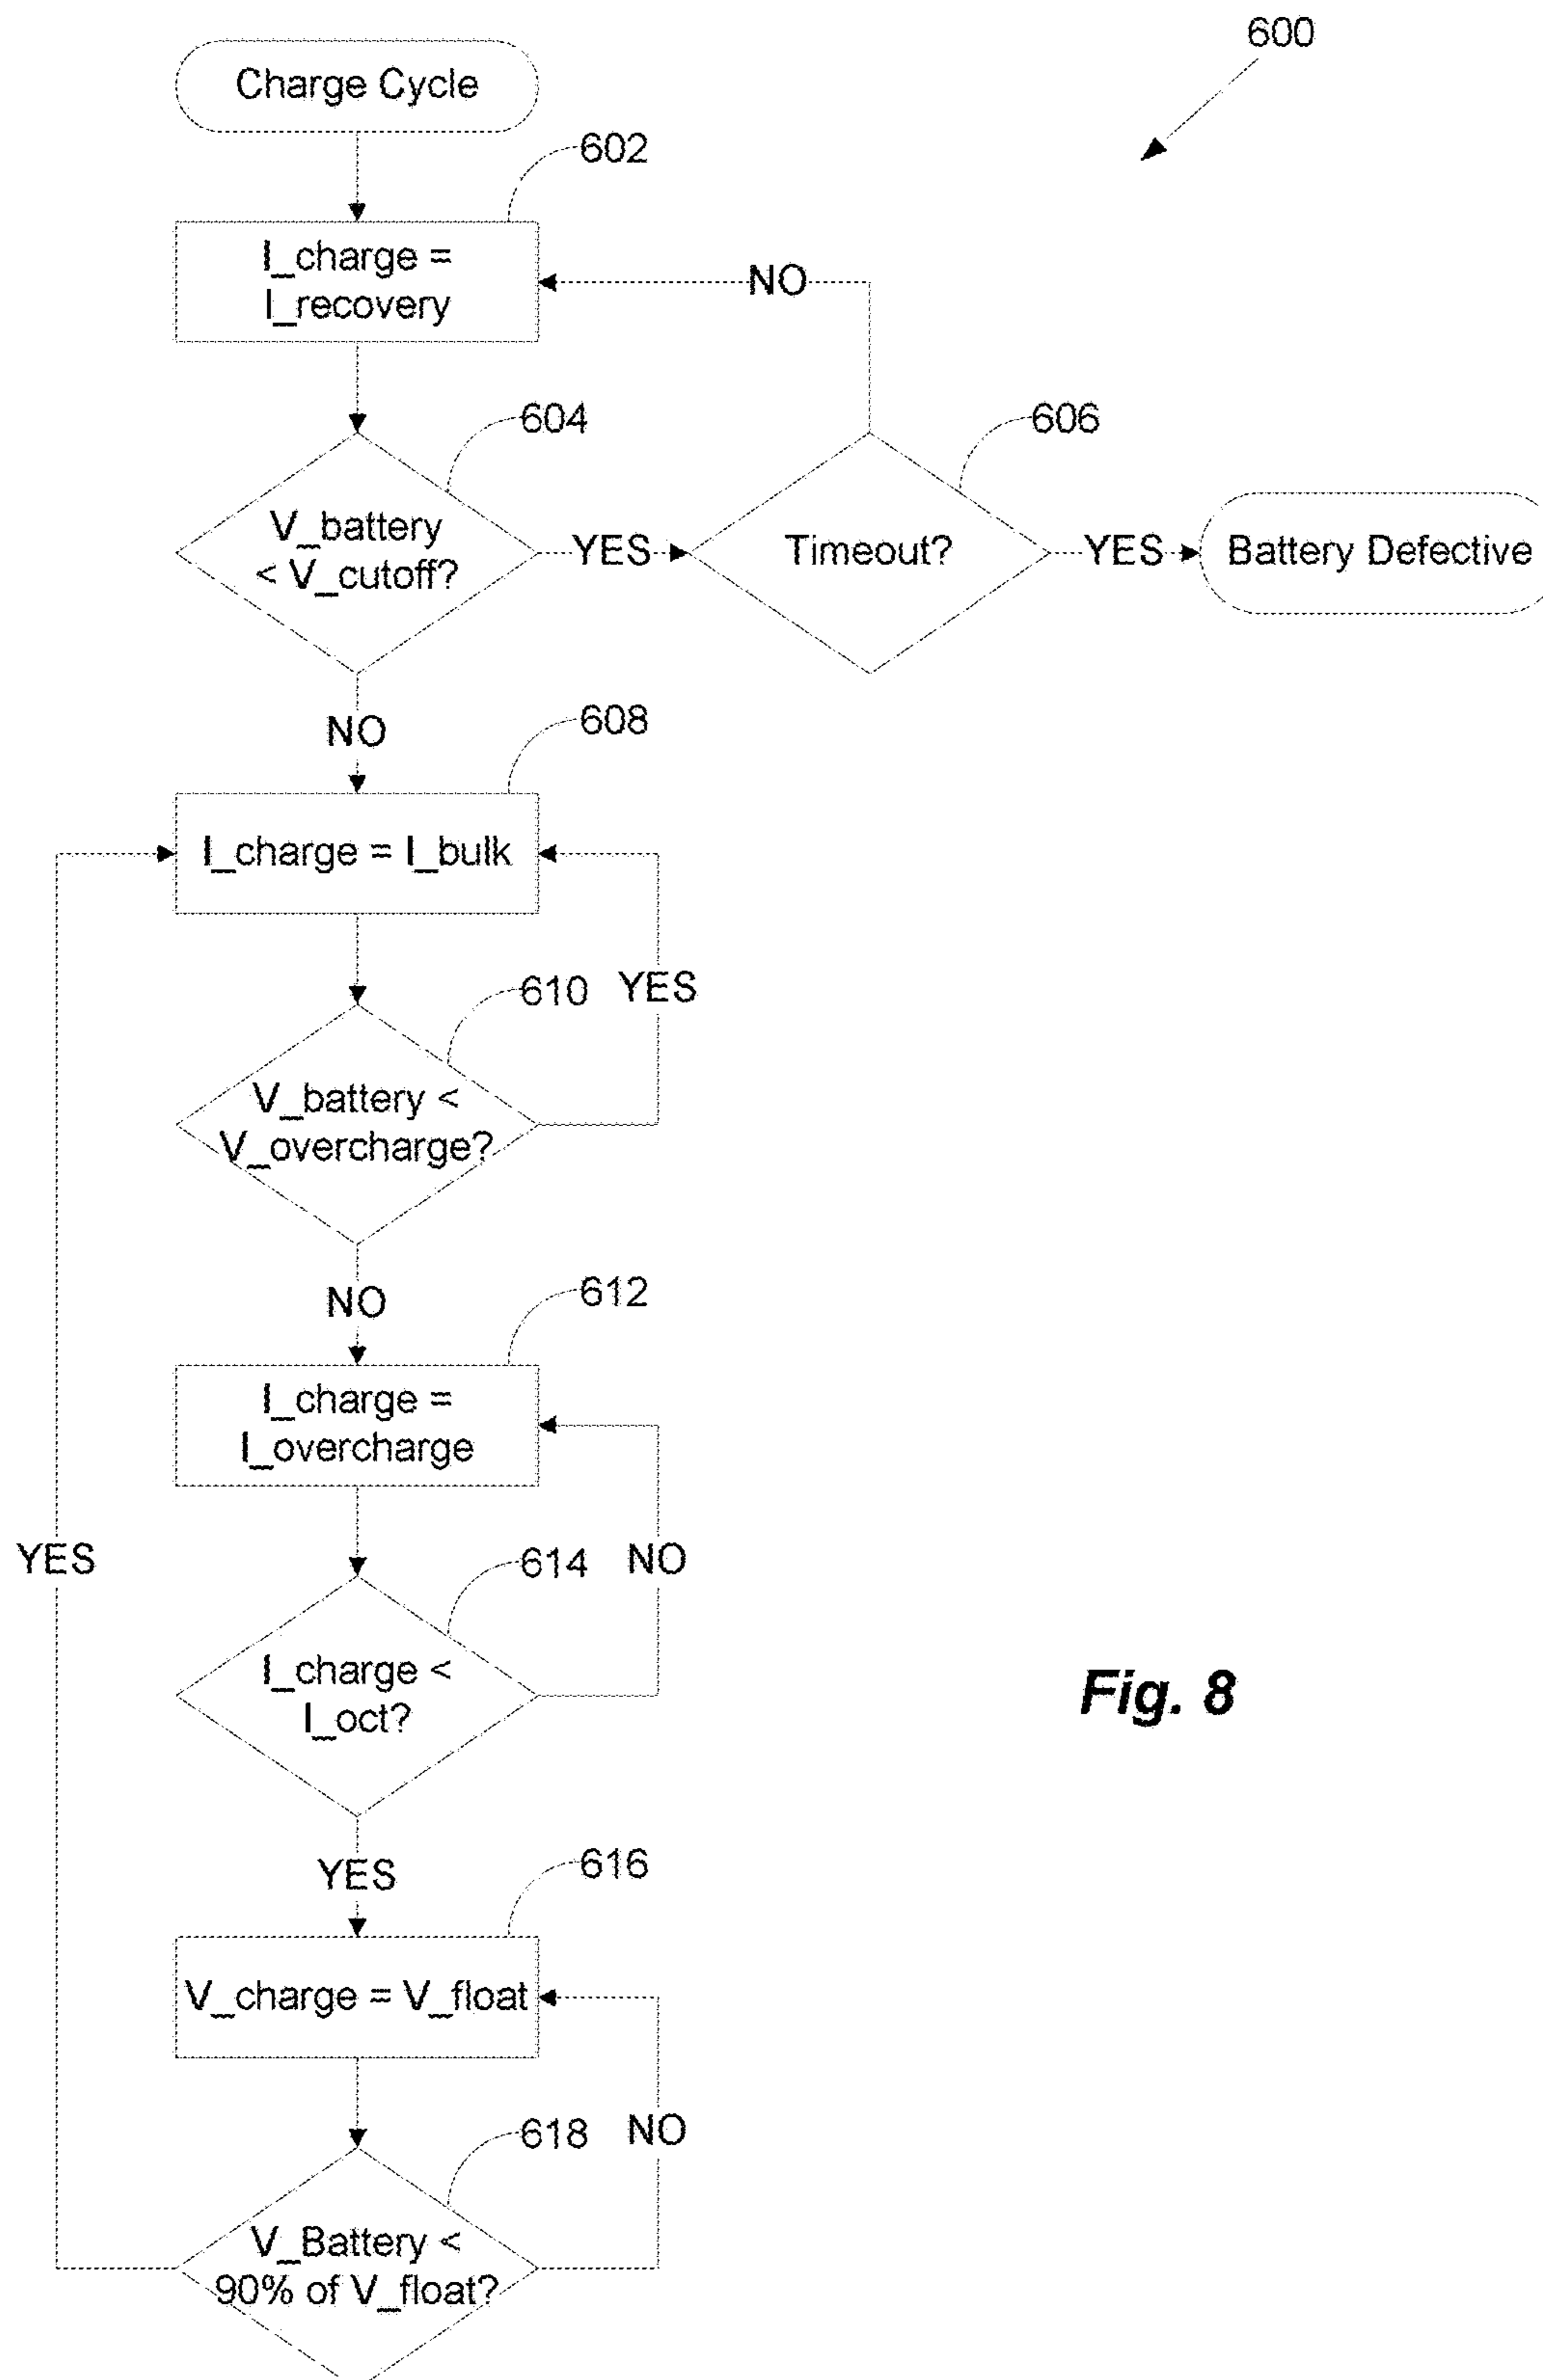 600
Charge Cycle
602
I_charge =
I_recovery
NO
604
606
V_battery
< V_cutoff?
YES
Timeout?
YES
Battery Defective
NO
608
I_charge = I_bulk
610
YES
V_battery <
V_overcharge?
NO
612
I_charge =
I_overcharge
YES
614
NO
I_charge <
I_oct?
Fig. 8
YES
616
V_charge = V_float
618
NO
V_Battery <
90% of V_float?